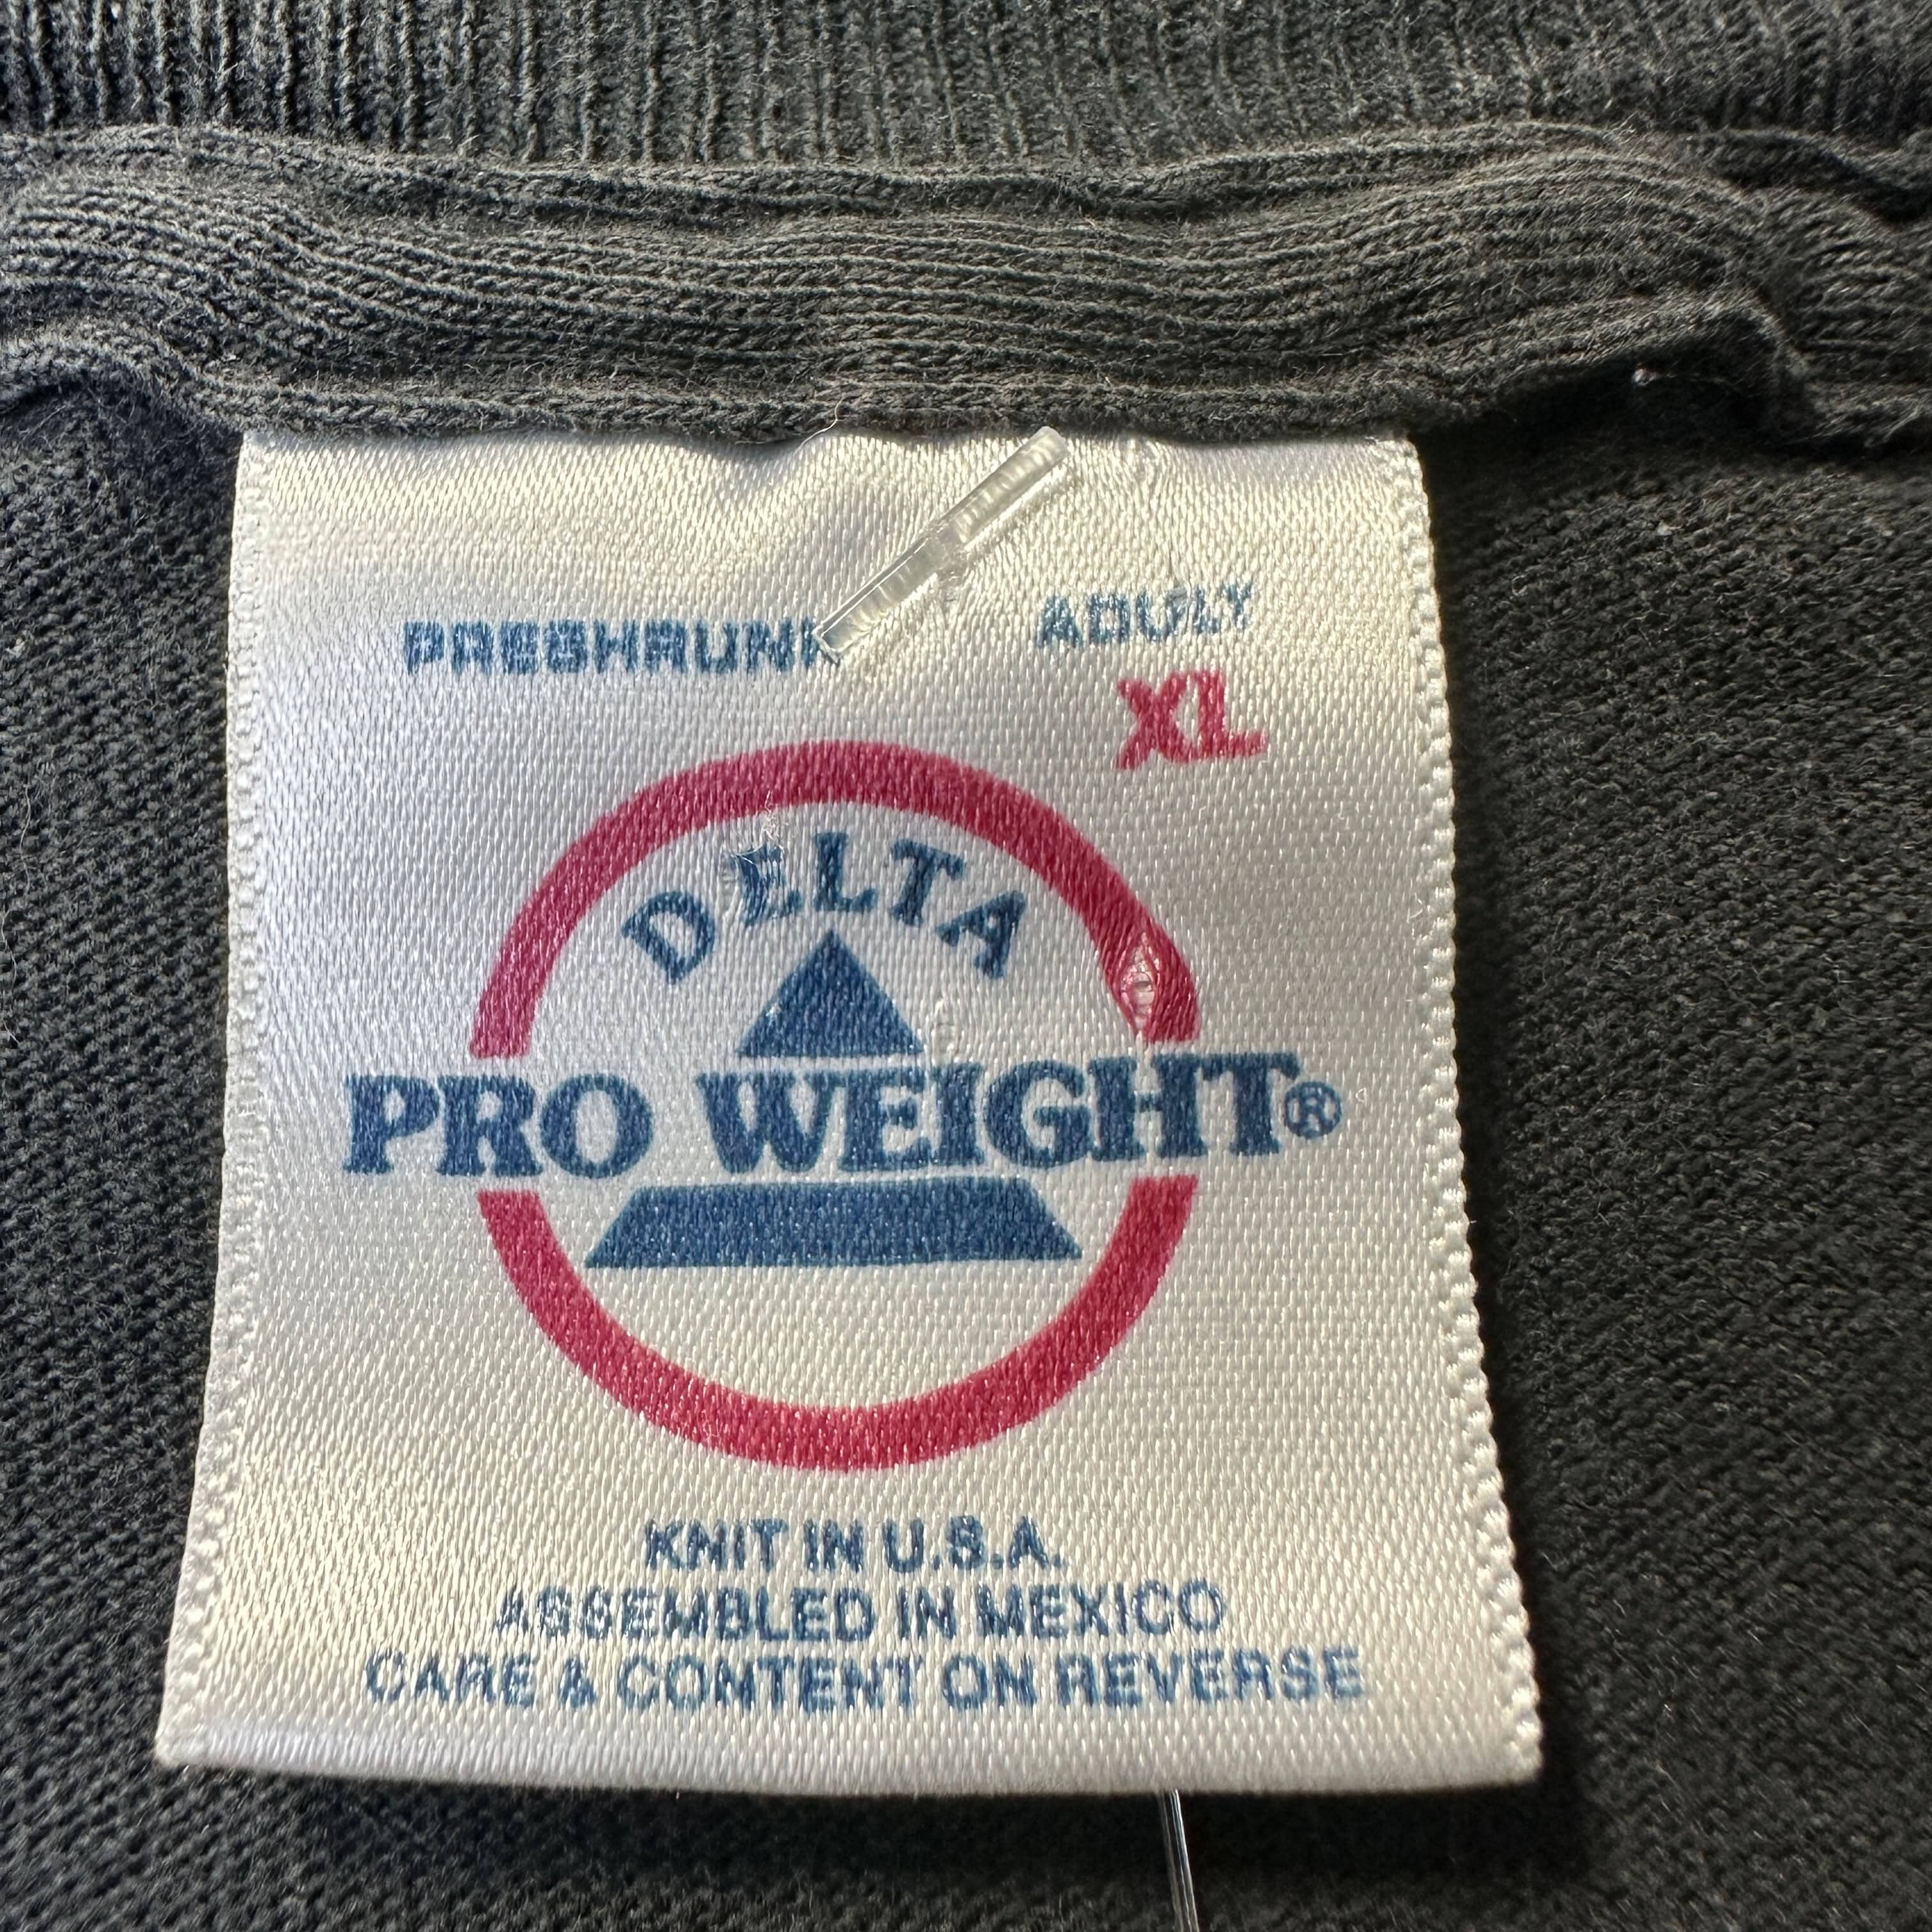 PRESHRUNK ADULT
XL
DELTA
PRO WEIGHT®
KNIT IN U.S.A.
ASSEMBLED IN MEXICO
CARE & CONTENT ON REVERSE